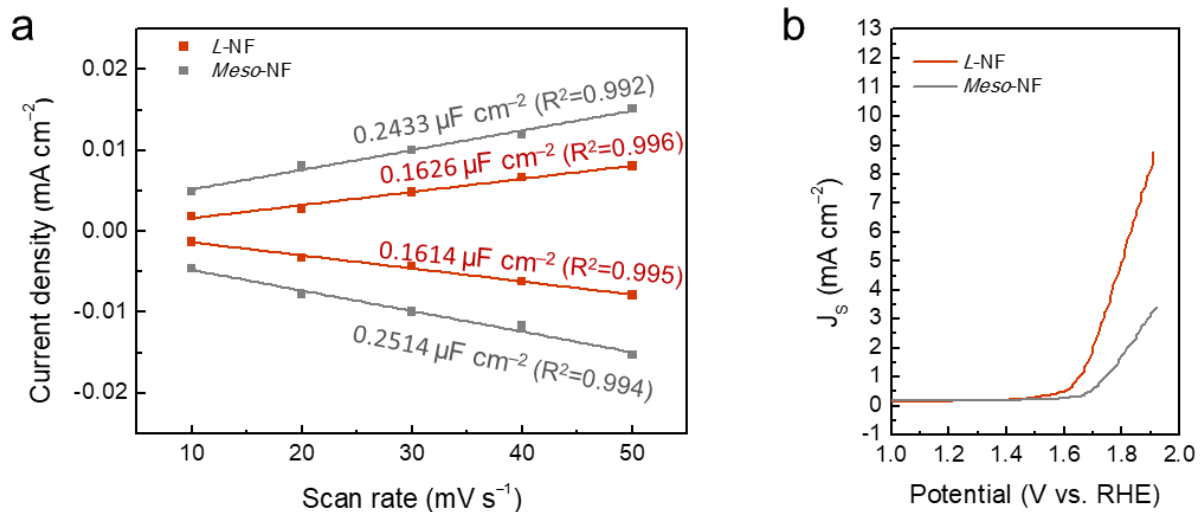 a
L-NF
Meso-NF
0.02
0.01
0.00
-0.01
-0.02
Current density (mA cm⁻²)
0.2433 µF cm⁻² (R²=0.992)
0.1626 µF cm⁻² (R²=0.996)
0.1614 µF cm⁻² (R²=0.995)
0.2514 µF cm⁻² (R²=0.994)
10 20 30 40 50
Scan rate (mV s⁻¹)
b
L-NF
Meso-NF
13
12
11
10
9
8
7
6
5
4
3
2
1
0
-1
J_S (mA cm⁻²)
1.0 1.2 1.4 1.6 1.8 2.0
Potential (V vs. RHE)